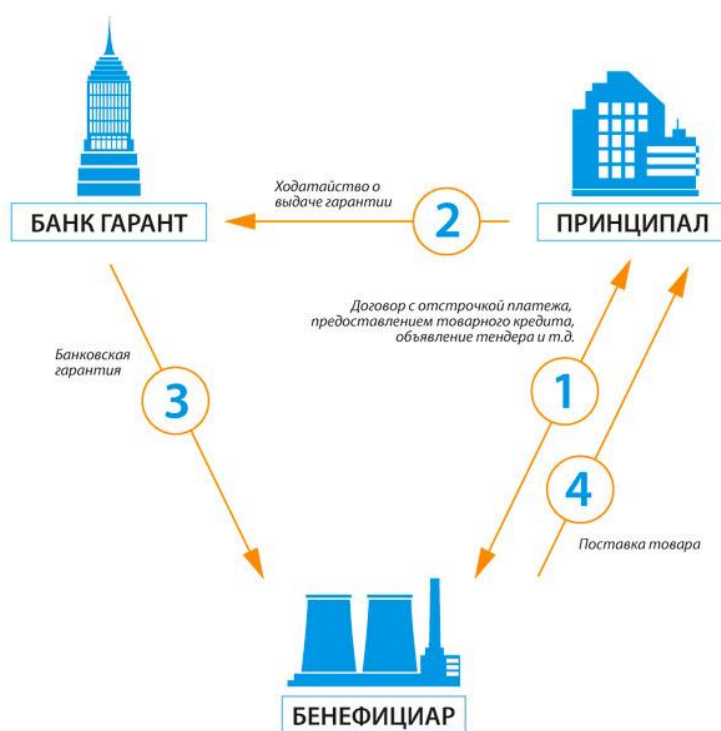 БАНК ГАРАНТ
Ходатайство о
выдаче гарантии
2
ПРИНЦИПАЛ
Договор с отстрочкой платежа,
предоставлением товарного кредита,
объявление тендера и т.д.
1
Банковская
гарантия
3
4
Поставка товара
БЕНЕФИЦИАР